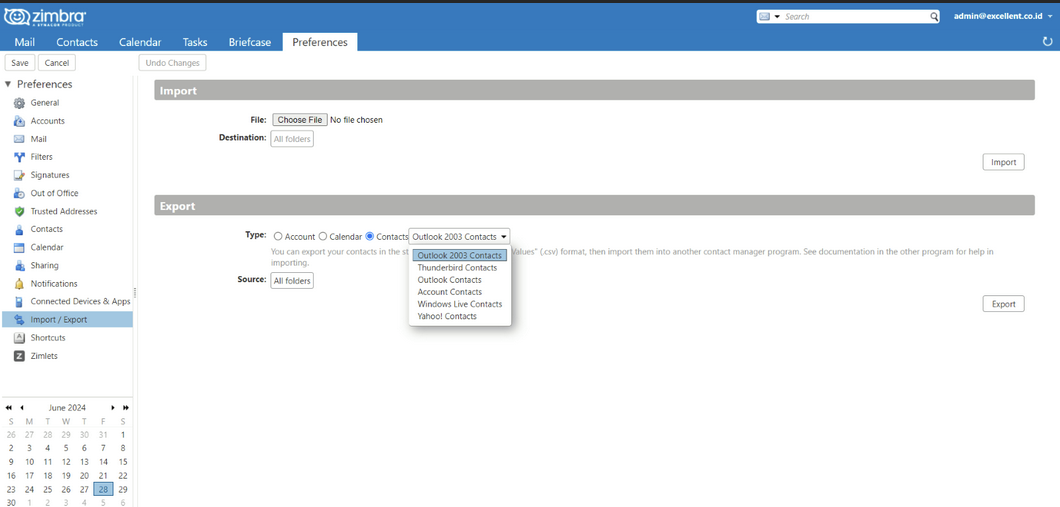 zimbra
A SYNACOR PRODUCT
Search
admin@excellent.co.id
Mail Contacts Calendar Tasks Briefcase Preferences
Save Cancel Undo Changes
Preferences
General
Accounts
Mail
Filters
Signatures
Out of Office
Trusted Addresses
Contacts
Calendar
Sharing
Notifications
Connected Devices & Apps
Import / Export
Shortcuts
Z Zimlets
June 2024
S M T W T F S
26 27 28 29 30 31 1
2 3 4 5 6 7 8
9 10 11 12 13 14 15
16 17 18 19 20 21 22
23 24 25 26 27 28 29
30 1 2 3 4 5 6
Import
File: Choose File No file chosen
Destination: All folders
Import
Export
Type: Account Calendar Contacts Outlook 2003 Contacts
You can export your contacts in the st Values" (.csv) format, then import them into another contact manager program. See documentation in the other program for help in
importing.
Source: All folders
Outlook 2003 Contacts
Thunderbird Contacts
Outlook Contacts
Account Contacts
Windows Live Contacts
Yahoo! Contacts
Export